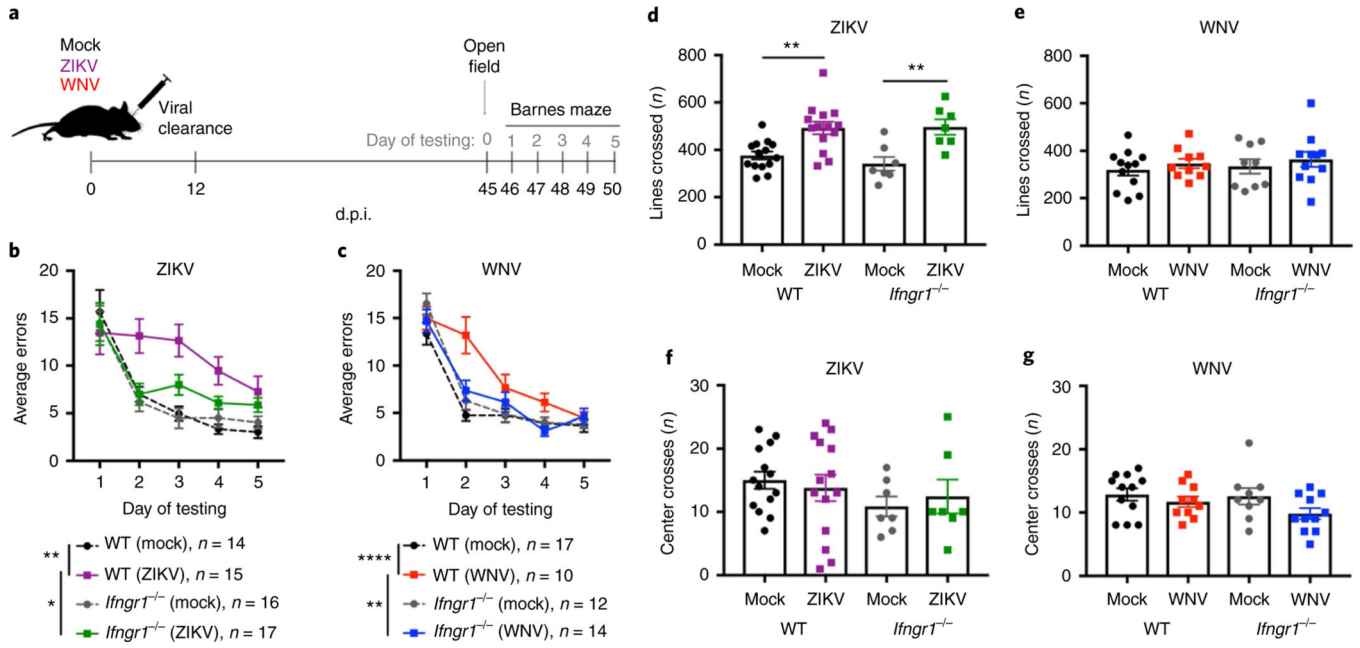 a
Mock
ZIKV
WNV
Viral
clearance
Open
field
Barnes maze
Day of testing: 0 1 2 3 4 5
0 12 45 46 47 48 49 50
d.p.i.
b
ZIKV
20
15
10
5
0
Average errors
1 2 3 4 5
Day of testing
** WT (mock), n = 14
WT (ZIKV), n = 15
* Ifngr1–/– (mock), n = 16
Ifngr1–/– (ZIKV), n = 17
c
WNV
20
15
10
5
0
Average errors
1 2 3 4 5
Day of testing
**** WT (mock), n = 17
WT (WNV), n = 10
** Ifngr1–/– (mock), n = 12
Ifngr1–/– (WNV), n = 14
d
ZIKV
800
600
400
200
0
Lines crossed (n)
** **
Mock ZIKV Mock ZIKV
WT Ifngr1–/–
e
WNV
800
600
400
200
0
Lines crossed (n)
Mock WNV Mock WNV
WT Ifngr1–/–
f
ZIKV
30
20
10
0
Center crosses (n)
Mock ZIKV Mock ZIKV
WT Ifngr1–/–
g
WNV
30
20
10
0
Center crosses (n)
Mock WNV Mock WNV
WT Ifngr1–/–